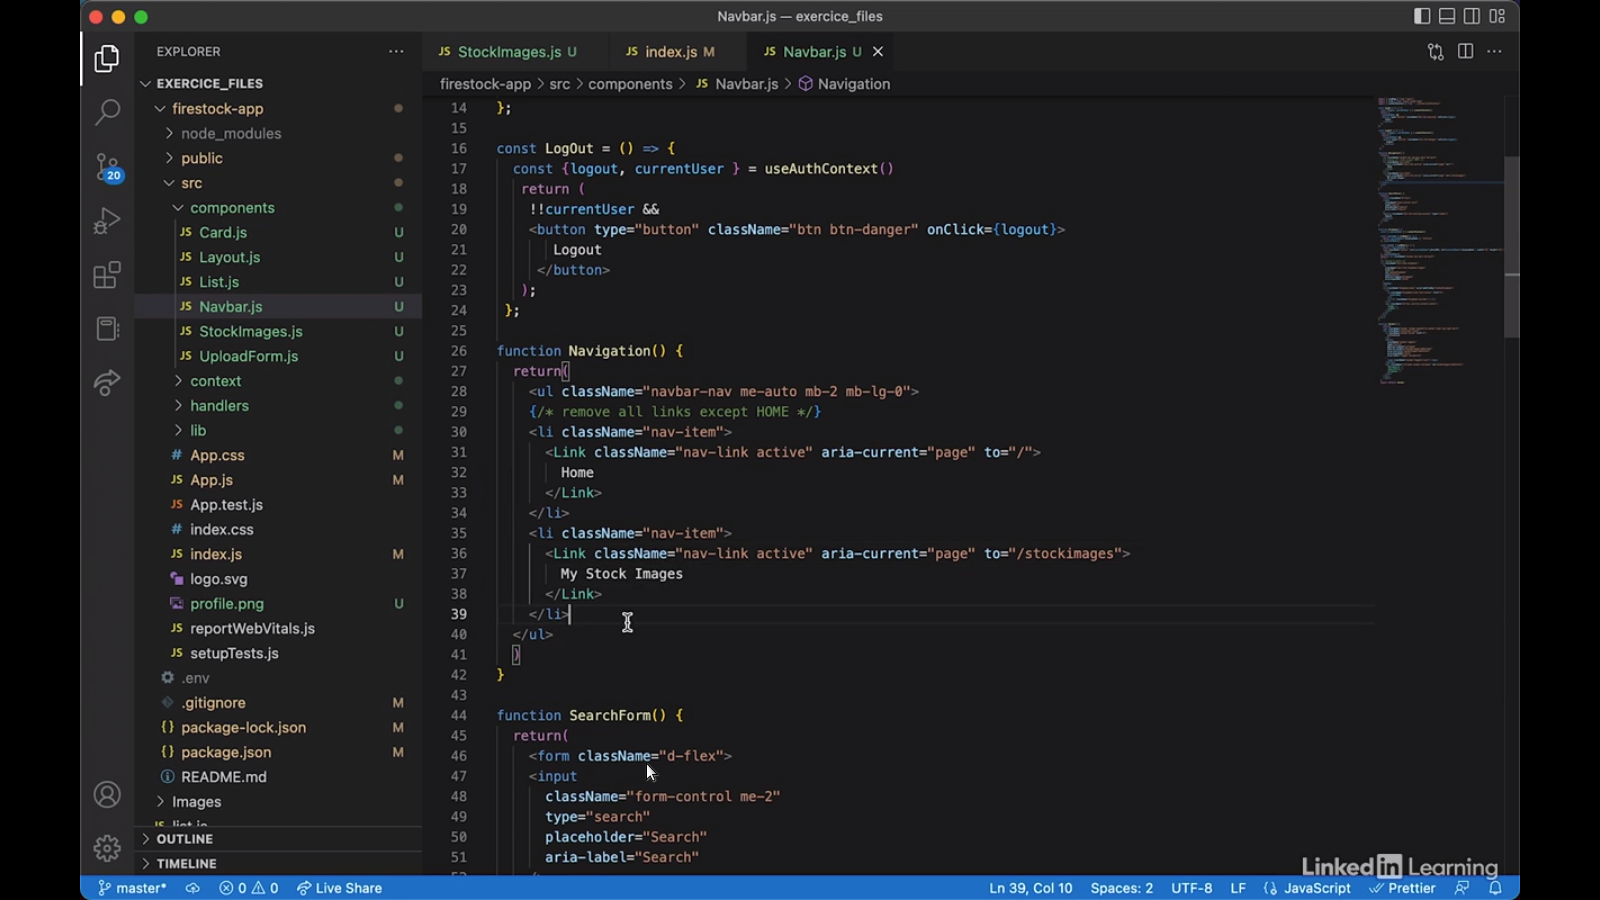 Navbar.js — exercice_files
EXPLORER
EXERCICE_FILES
firestock-app
node_modules
public
src
components
JS Card.js U
JS Layout.js U
JS List.js U
JS Navbar.js U
JS StockImages.js U
JS UploadForm.js U
context
handlers
lib
# App.css M
JS App.js M
JS App.test.js
# index.css
JS index.js M
logo.svg
profile.png U
JS reportWebVitals.js
JS setupTests.js
.env
.gitignore M
{} package-lock.json M
{} package.json M
README.md
Images
JS list.js
OUTLINE
TIMELINE
20
JS StockImages.js U
JS index.js M
JS Navbar.js U
firestock-app > src > components > JS Navbar.js > Navigation
14 };
15
16 const LogOut = () => {
17 const {logout, currentUser } = useAuthContext()
18 return (
19 !!currentUser &&
20 <button type="button" className="btn btn-danger" onClick={logout}>
21 Logout
22 </button>
23 );
24 };
25
26 function Navigation() {
27 return(
28 <ul className="navbar-nav me-auto mb-2 mb-lg-0">
29 {/* remove all links except HOME */}
30 <li className="nav-item">
31 <Link className="nav-link active" aria-current="page" to="/">
32 Home
33 </Link>
34 </li>
35 <li className="nav-item">
36 <Link className="nav-link active" aria-current="page" to="/stockimages">
37 My Stock Images
38 </Link>
39 </li>
40 </ul>
41 )
42 }
43
44 function SearchForm() {
45 return(
46 <form className="d-flex">
47 <input
48 className="form-control me-2"
49 type="search"
50 placeholder="Search"
51 aria-label="Search"
LinkedIn Learning
master* 0 0 Live Share Ln 39, Col 10 Spaces: 2 UTF-8 LF {} JavaScript Prettier